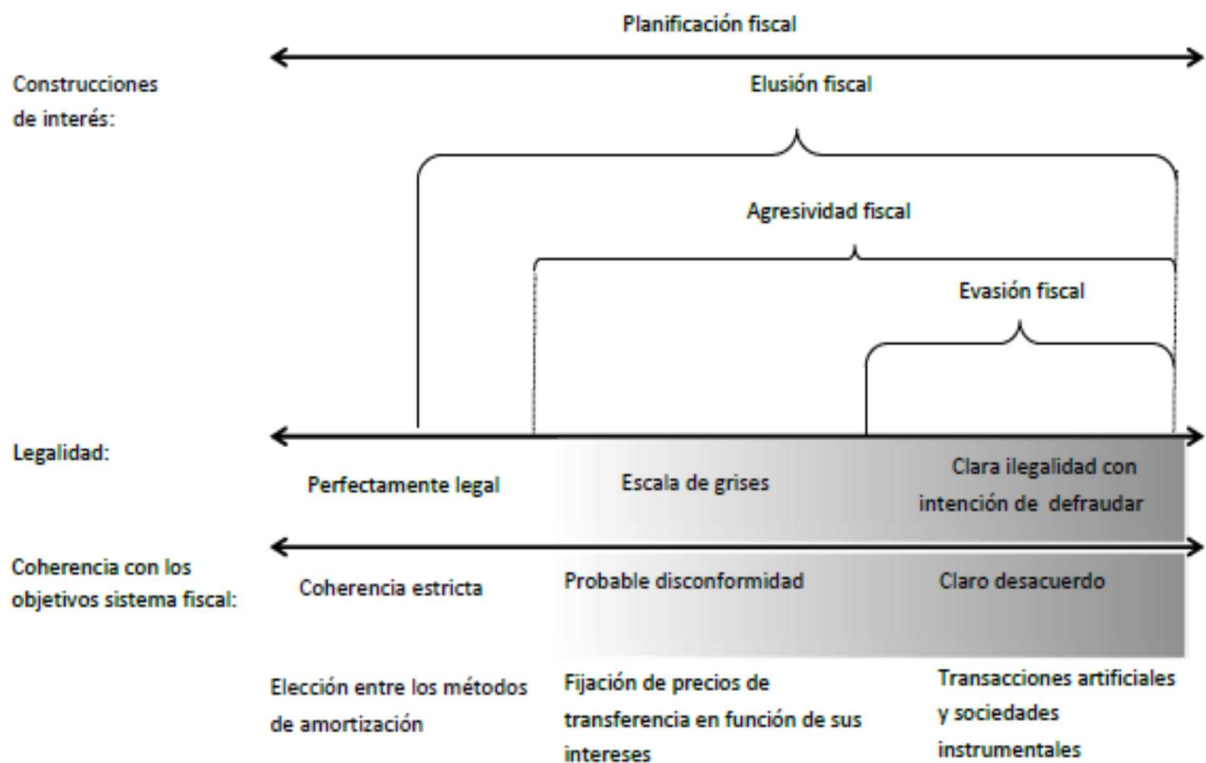 Planificación fiscal
Construcciones
de interés:
Elusión fiscal
Agresividad fiscal
Evasión fiscal
Legalidad:
Perfectamente legal
Escala de grises
Clara ilegalidad con
intención de defraudar
Coherencia con los
objetivos sistema fiscal:
Coherencia estricta
Probable disconformidad
Claro desacuerdo
Elección entre los métodos
de amortización
Fijación de precios de
transferencia en función de sus
intereses
Transacciones artificiales
y sociedades
instrumentales